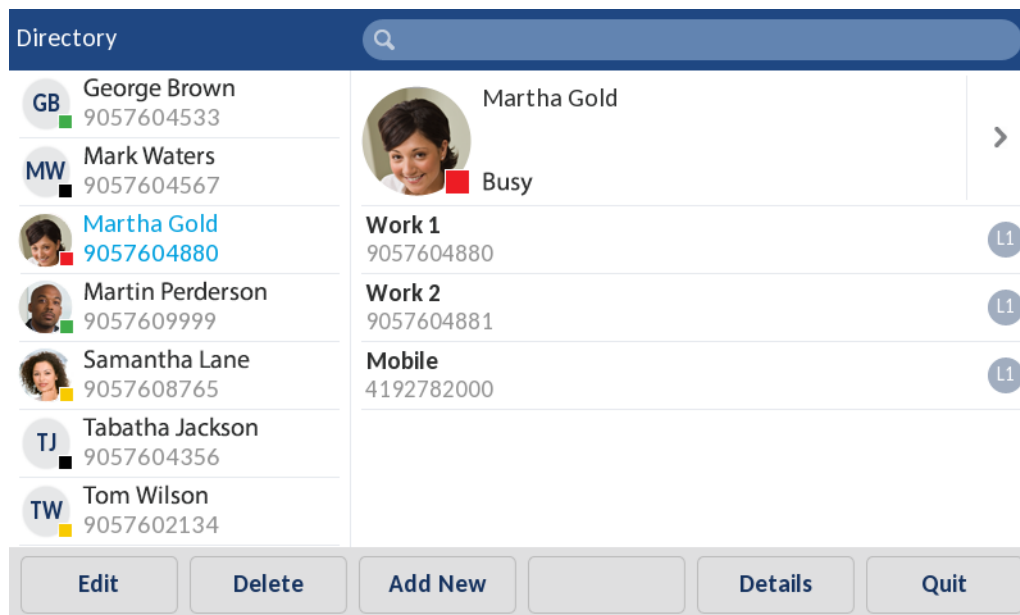 Directory
GB
George Brown
9057604533
MW
Mark Waters
9057604567
Martha Gold
9057604880
Martin Perderson
9057609999
Samantha Lane
9057608765
TJ
Tabatha Jackson
9057604356
TW
Tom Wilson
9057602134
Martha Gold
Busy
Work 1
9057604880
L1
Work 2
9057604881
L1
Mobile
4192782000
L1
Edit Delete Add New Details Quit